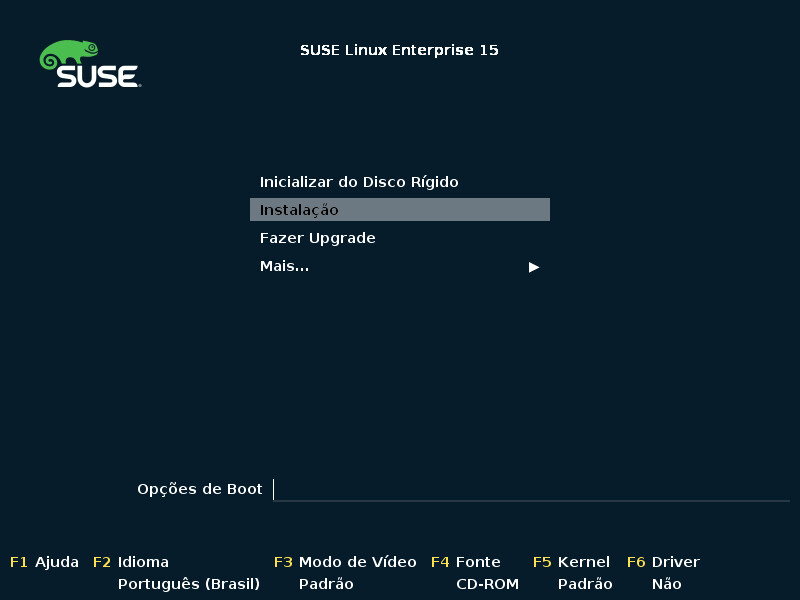 SUSE
SUSE Linux Enterprise 15
Inicializar do Disco Rígido
Instalação
Fazer Upgrade
Mais...
Opções de Boot
F1 Ajuda F2 Idioma F3 Modo de Vídeo F4 Fonte F5 Kernel F6 Driver
Português (Brasil) Padrão CD-ROM Padrão Não